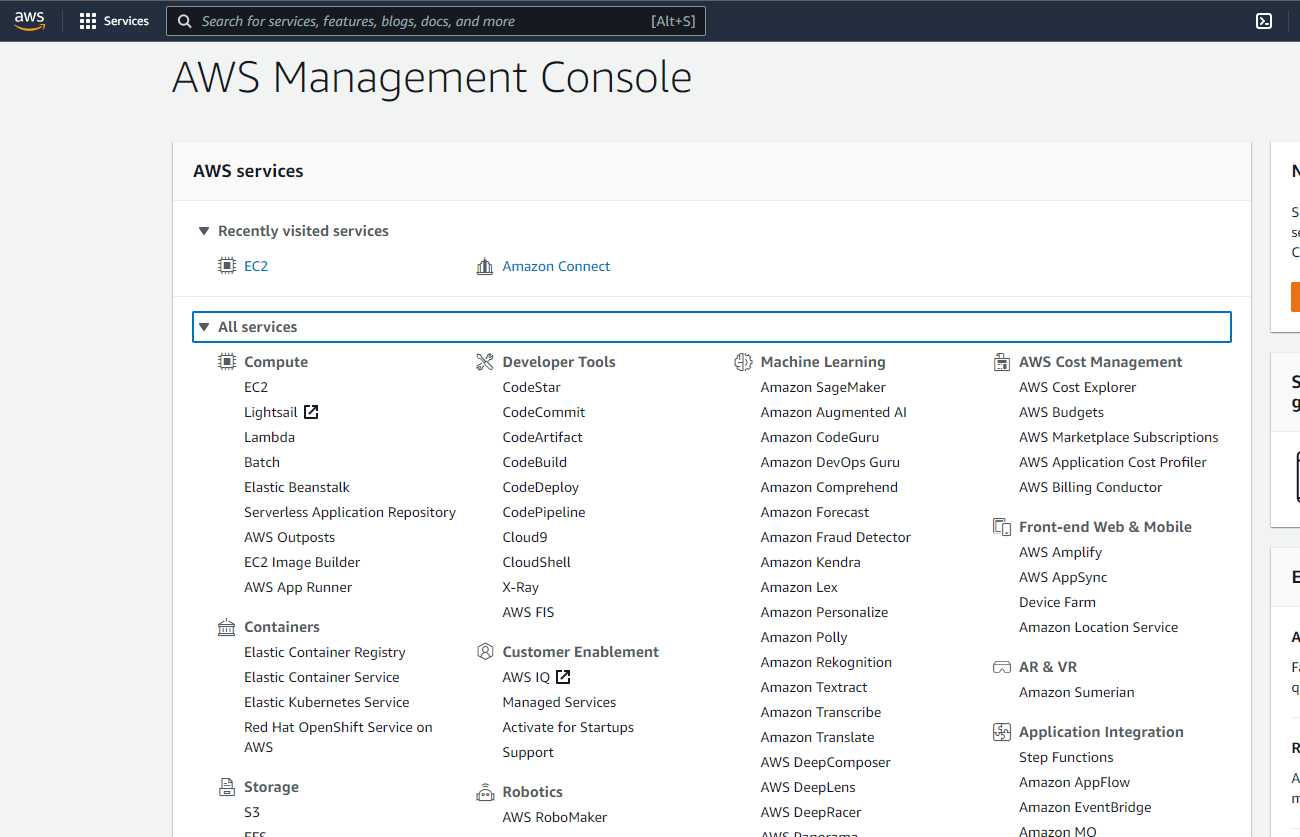 aws
Services
Search for services, features, blogs, docs, and more
[Alt+S]
AWS Management Console
AWS services
Recently visited services
EC2
Amazon Connect
All services
Compute
EC2
Lightsail
Lambda
Batch
Elastic Beanstalk
Serverless Application Repository
AWS Outposts
EC2 Image Builder
AWS App Runner
Containers
Elastic Container Registry
Elastic Container Service
Elastic Kubernetes Service
Red Hat OpenShift Service on
AWS
Storage
S3
EFS
Developer Tools
CodeStar
CodeCommit
CodeArtifact
CodeBuild
CodeDeploy
CodePipeline
Cloud9
CloudShell
X-Ray
AWS FIS
Customer Enablement
AWS IQ
Managed Services
Activate for Startups
Support
Robotics
AWS RoboMaker
Machine Learning
Amazon SageMaker
Amazon Augmented AI
Amazon CodeGuru
Amazon DevOps Guru
Amazon Comprehend
Amazon Forecast
Amazon Fraud Detector
Amazon Kendra
Amazon Lex
Amazon Personalize
Amazon Polly
Amazon Rekognition
Amazon Textract
Amazon Transcribe
Amazon Translate
AWS DeepComposer
AWS DeepLens
AWS DeepRacer
AWS Panorama
AWS Cost Management
AWS Cost Explorer
AWS Budgets
AWS Marketplace Subscriptions
AWS Application Cost Profiler
AWS Billing Conductor
Front-end Web & Mobile
AWS Amplify
AWS AppSync
Device Farm
Amazon Location Service
AR & VR
Amazon Sumerian
Application Integration
Step Functions
Amazon AppFlow
Amazon EventBridge
Amazon MQ